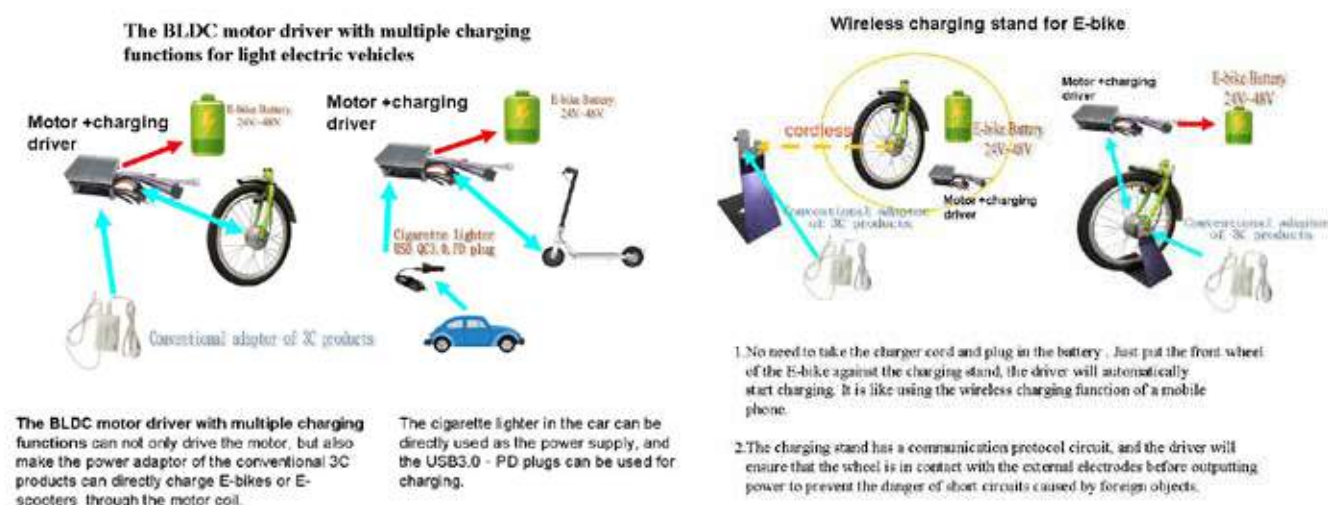 The BLDC motor driver with multiple charging
functions for light electric vehicles
Motor +charging
driver
E-bike Battery
24V~48V
Conventional adaptor of 3C products
Motor +charging
driver
E-bike Battery
24V~48V
Cigarette lighter
USB QC3.0,PD plug
The BLDC motor driver with multiple charging
functions can not only drive the motor, but also
make the power adaptor of the conventional 3C
products can directly charge E-bikes or E-
scooters through the motor coil.
The cigarette lighter in the car can be
directly used as the power supply, and
the USB3.0 - PD plugs can be used for
charging.
Wireless charging stand for E-bike
cordless
E-bike Battery
24V~48V
Motor +charging
driver
Conventional adaptor
of 3C products
Motor +charging
driver
E-bike Battery
24V~48V
Conventional adaptor
of 3C products
1.No need to take the charger cord and plug in the battery . Just put the front wheel
of the E-bike against the charging stand, the driver will automatically
start charging. It is like using the wireless charging function of a mobile
phone.
2.The charging stand has a communication protocol circuit, and the driver will
ensure that the wheel is in contact with the external electrodes before outputting
power to prevent the danger of short circuits caused by foreign objects.